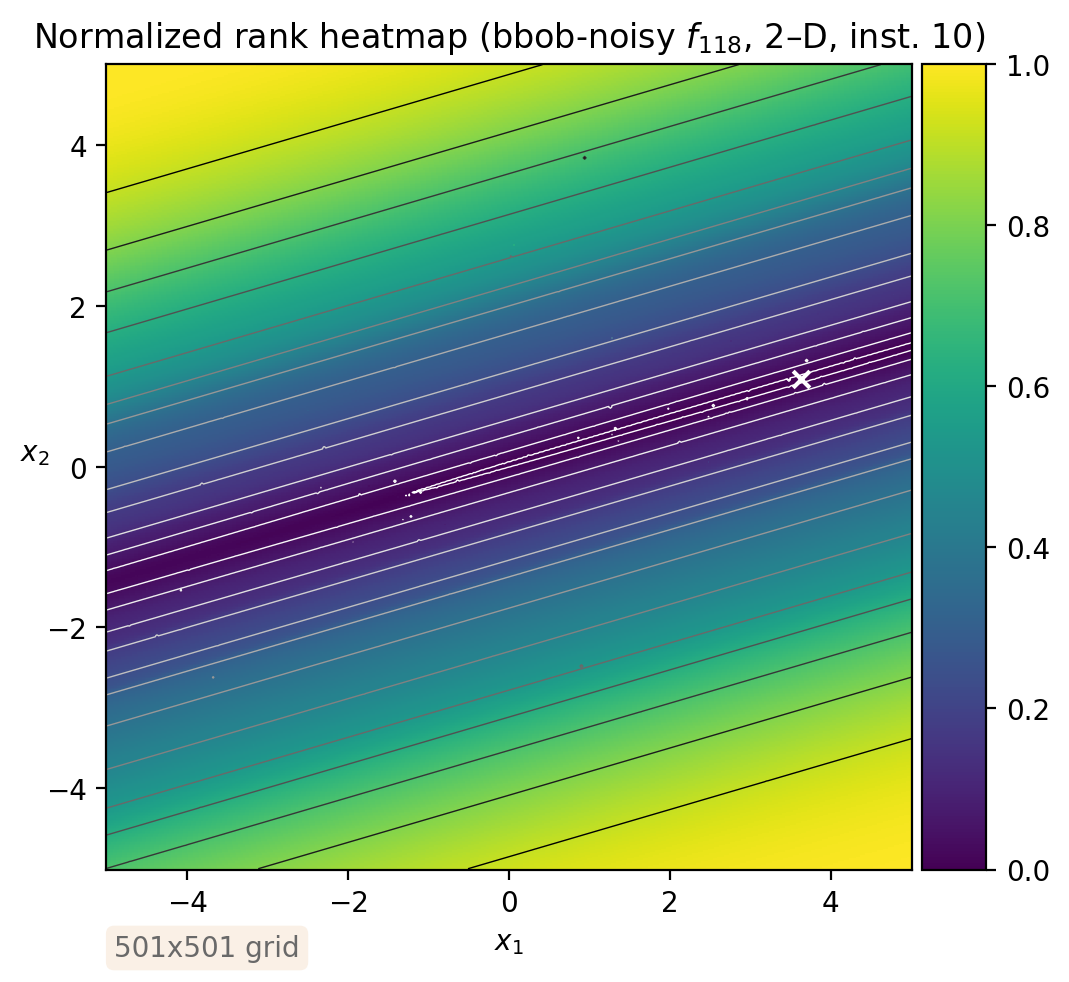 Normalized rank heatmap (bbob-noisy f₁₁₈, 2–D, inst. 10)
1.0
0.8
0.6
0.4
0.2
0.0
4
2
0
−2
−4
x₂
−4 −2 0 2 4
x₁
501x501 grid